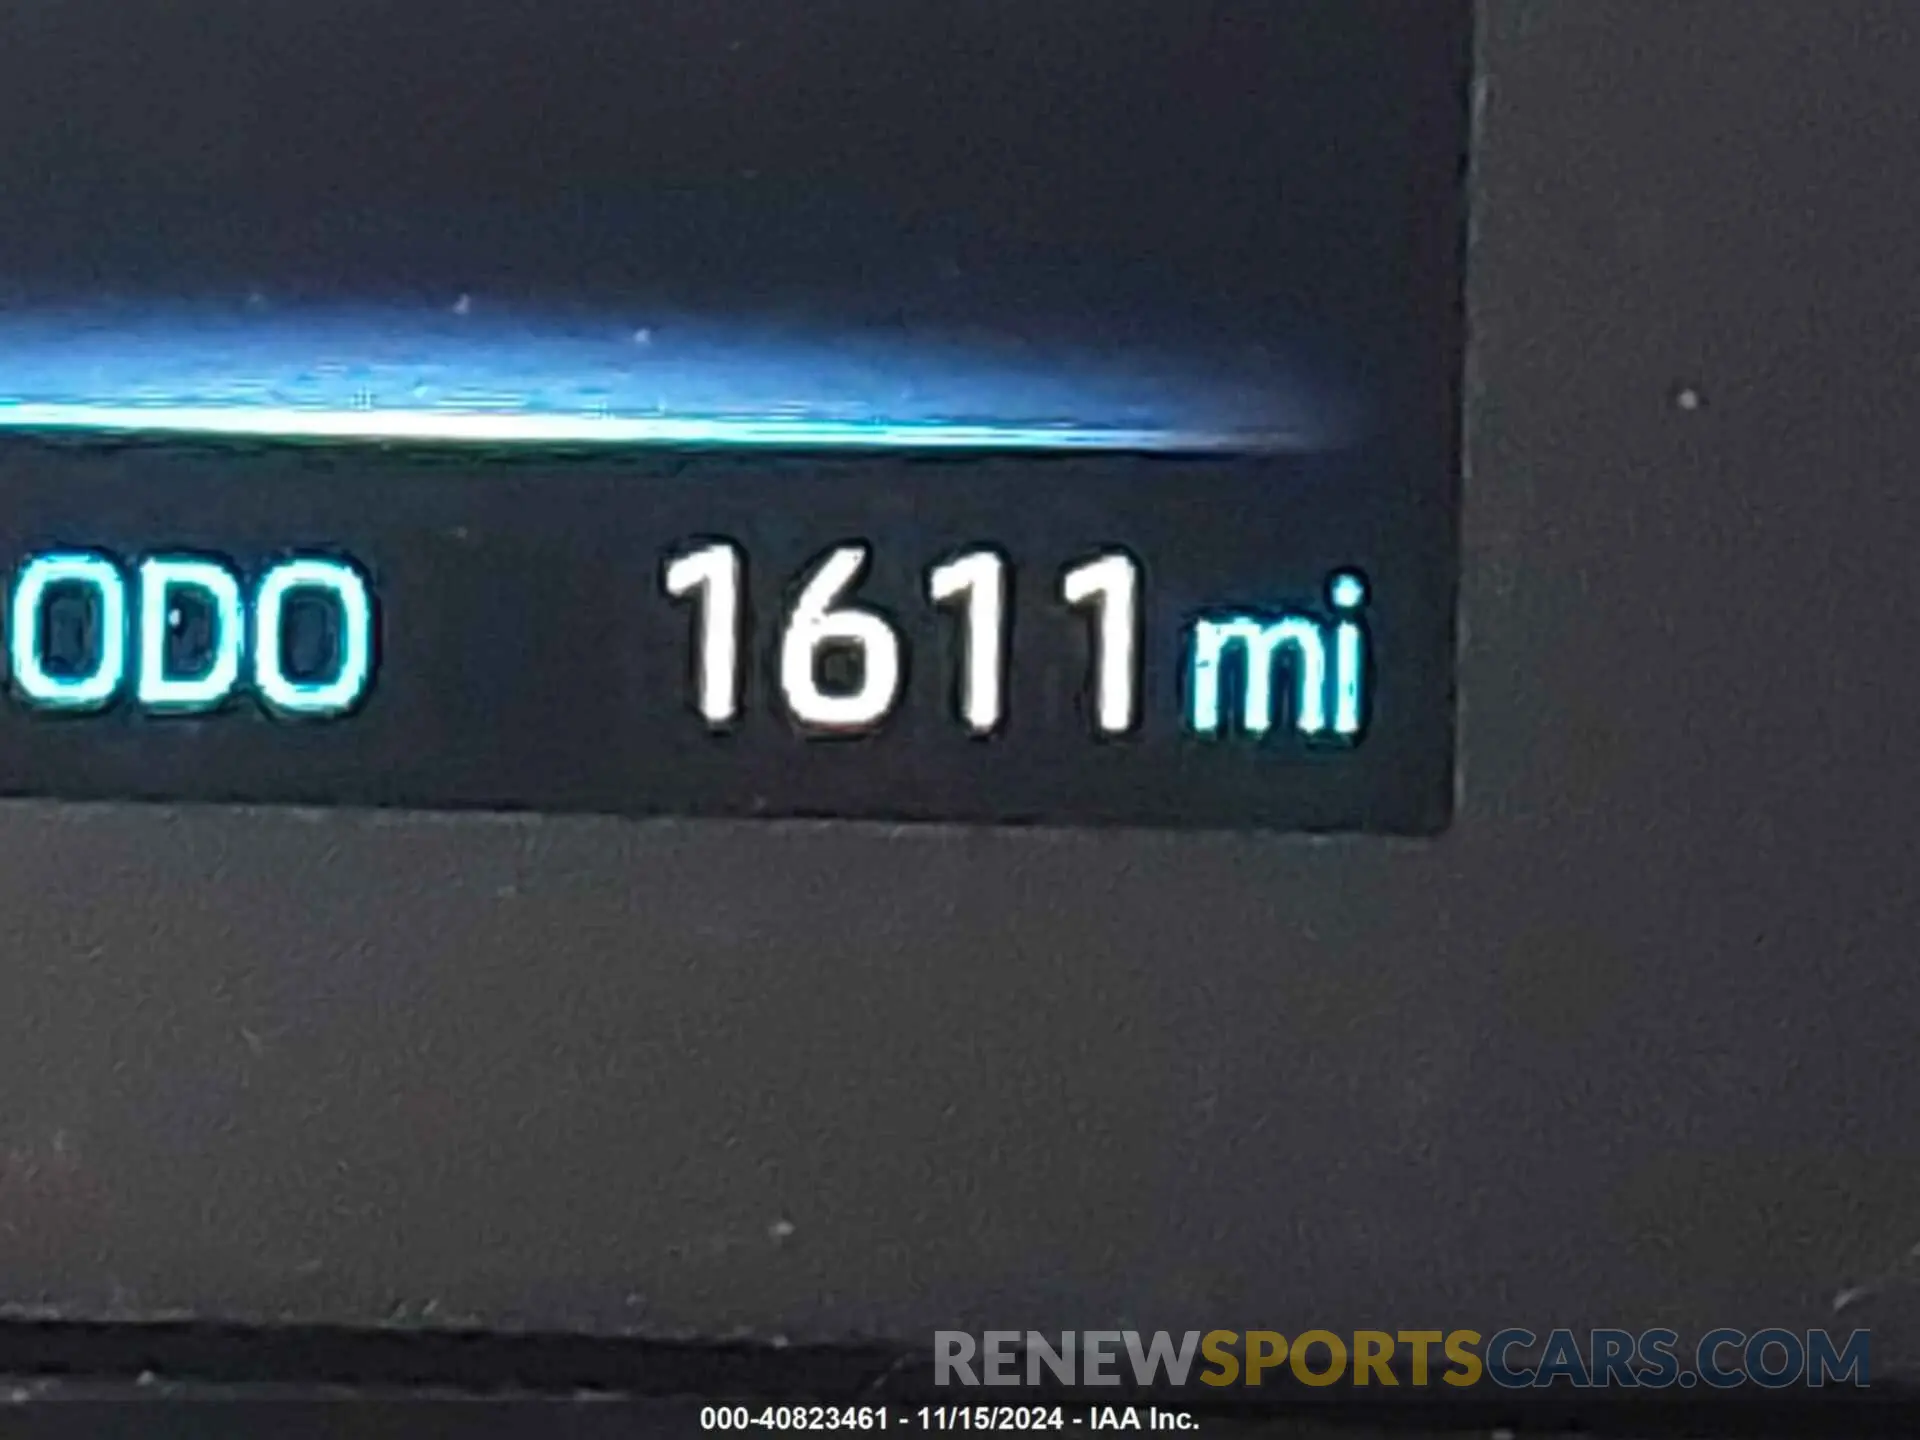 ODO 1611 mi
RENEWSPORTSCARS.COM
000-40823461 - 11/15/2024 - IAA Inc.